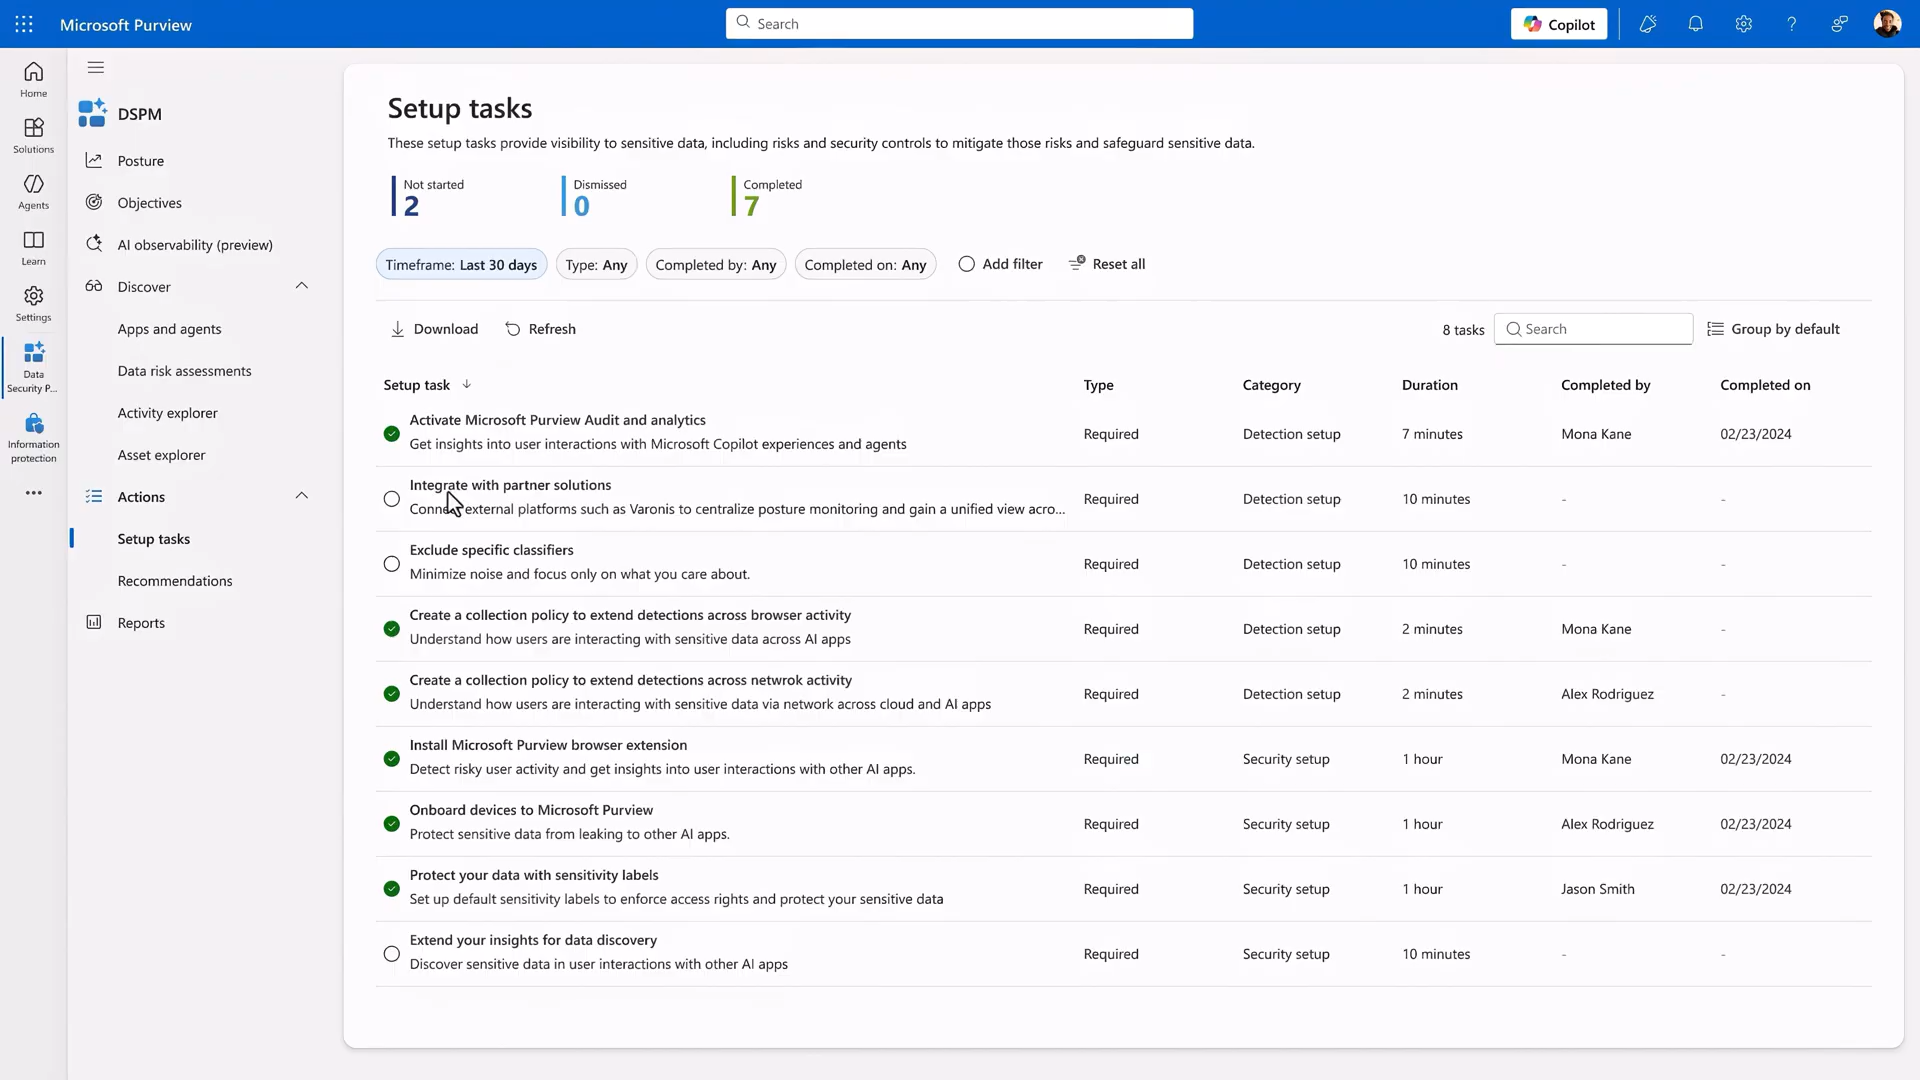 Microsoft Purview
Search
Copilot
Home
Solutions
Agents
Learn
Settings
Data
Security P...
Information
protection
DSPM
Posture
Objectives
AI observability (preview)
Discover
Apps and agents
Data risk assessments
Activity explorer
Asset explorer
Actions
Setup tasks
Recommendations
Reports
Setup tasks
These setup tasks provide visibility to sensitive data, including risks and security controls to mitigate those risks and safeguard sensitive data.
Not started
2
Dismissed
0
Completed
7
Timeframe: Last 30 days
Type: Any
Completed by: Any
Completed on: Any
Add filter
Reset all
Download
Refresh
8 tasks
Search
Group by default
Setup task Type Category Duration Completed by Completed on
Activate Microsoft Purview Audit and analytics
Get insights into user interactions with Microsoft Copilot experiences and agents
Required Detection setup 7 minutes Mona Kane 02/23/2024
Integrate with partner solutions
external platforms such as Varonis to centralize posture monitoring and gain a unified view acro...
Required Detection setup 10 minutes - -
Exclude specific classifiers
Minimize noise and focus only on what you care about.
Required Detection setup 10 minutes - -
Create a collection policy to extend detections across browser activity
Understand how users are interacting with sensitive data across AI apps
Required Detection setup 2 minutes Mona Kane -
Create a collection policy to extend detections across netwrok activity
Understand how users are interacting with sensitive data via network across cloud and AI apps
Required Detection setup 2 minutes Alex Rodriguez -
Install Microsoft Purview browser extension
Detect risky user activity and get insights into user interactions with other AI apps.
Required Security setup 1 hour Mona Kane 02/23/2024
Onboard devices to Microsoft Purview
Protect sensitive data from leaking to other AI apps.
Required Security setup 1 hour Alex Rodriguez 02/23/2024
Protect your data with sensitivity labels
Set up default sensitivity labels to enforce access rights and protect your sensitive data
Required Security setup 1 hour Jason Smith 02/23/2024
Extend your insights for data discovery
Discover sensitive data in user interactions with other AI apps
Required Security setup 10 minutes - -